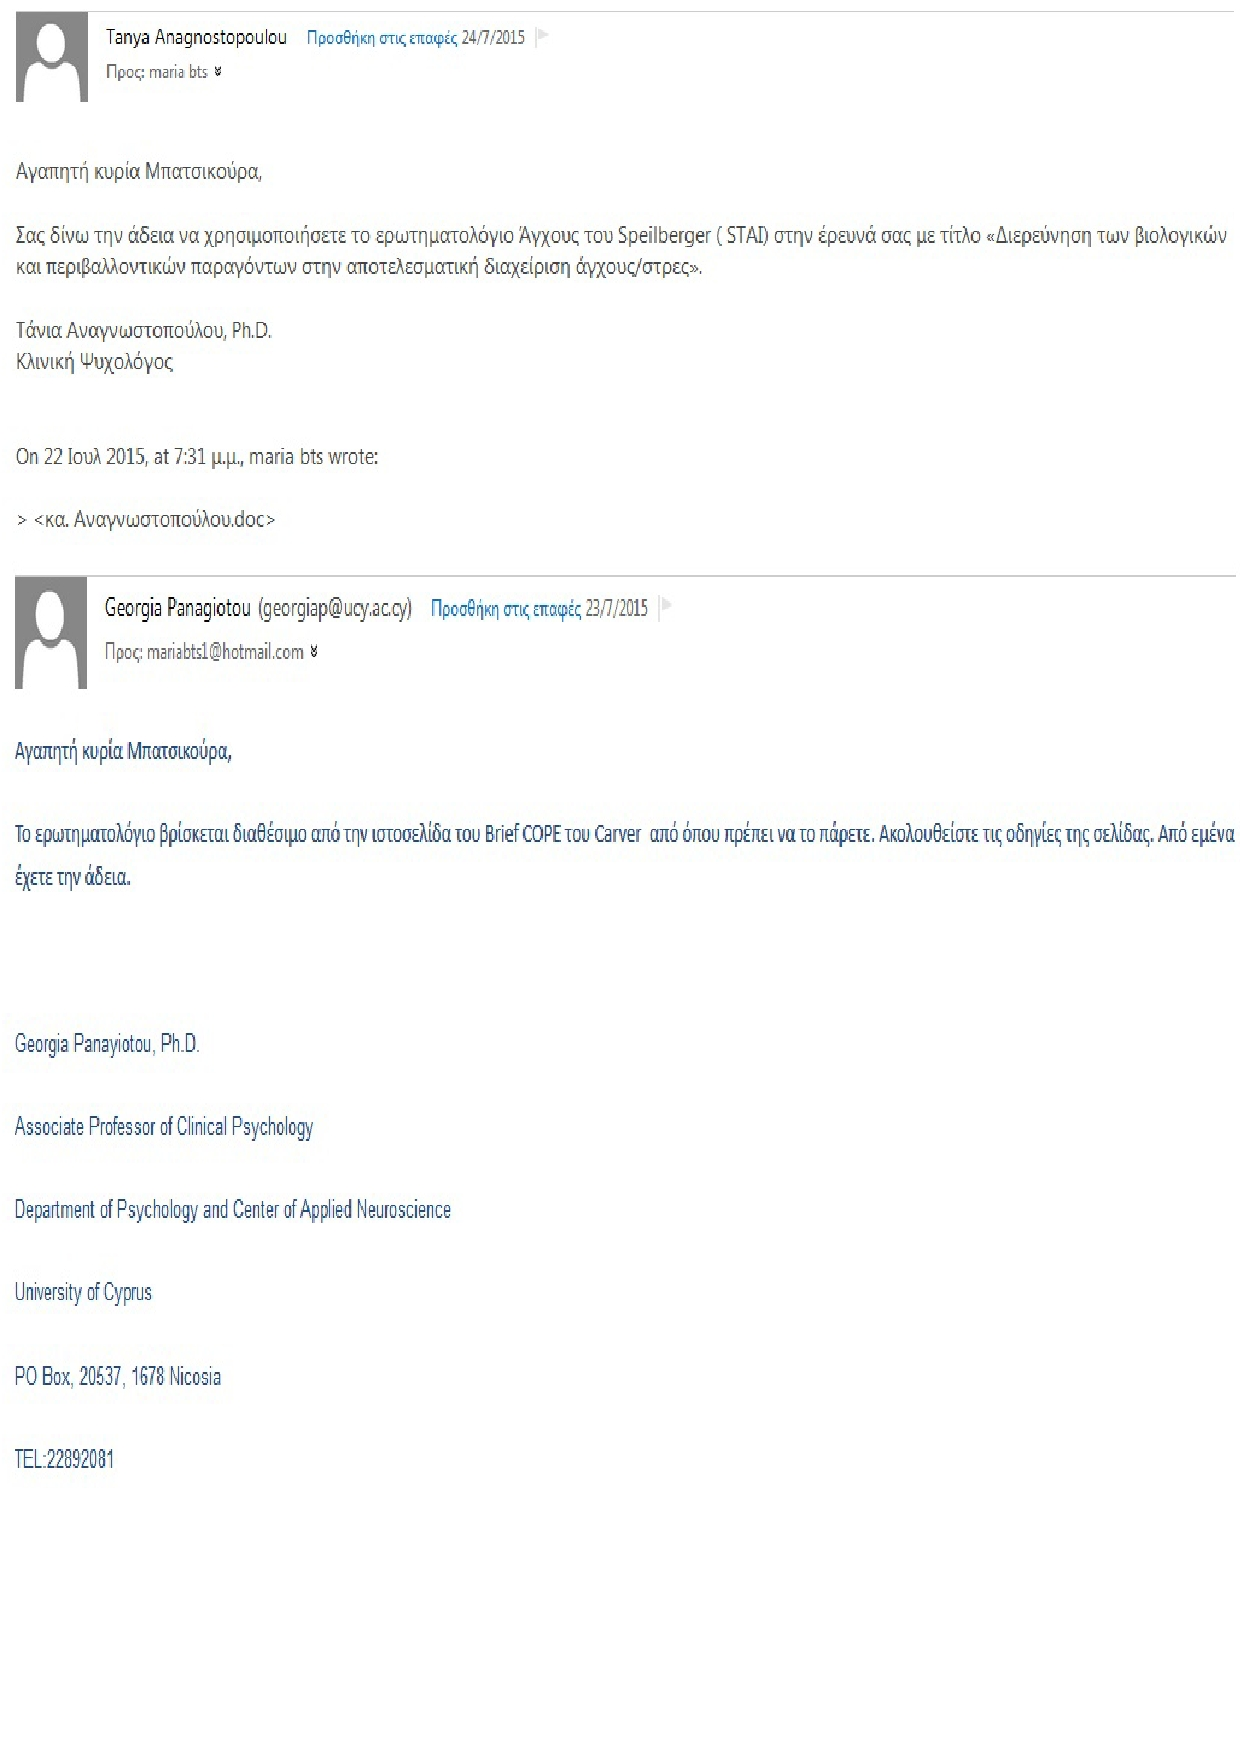 Tanya Anagnostopoulou Προσθήκη στις επαφές 24/7/2015
Προς: maria bts
Αγαπητή κυρία Μπατσικούρα,
Σας δίνω την άδεια να χρησιμοποιήσετε το ερωτηματολόγιο Άγχους του Speilberger ( STAI) στην έρευνά σας με τίτλο «Διερεύνηση των βιολογικών
και περιβαλλοντικών παραγόντων στην αποτελεσματική διαχείριση άγχους/στρες».
Τάνια Αναγνωστοπούλου, Ph.D.
Κλινική Ψυχολόγος
On 22 Ιουλ 2015, at 7:31 μ.μ., maria bts wrote:
> <κα. Αναγνωστοπούλου.doc>
Georgia Panagiotou (georgiap@ucy.ac.cy) Προσθήκη στις επαφές 23/7/2015
Προς: mariabts1@hotmail.com
Αγαπητή κυρία Μπατσικούρα,
Το ερωτηματολόγιο βρίσκεται διαθέσιμο από την ιστοσελίδα του Brief COPE του Carver από όπου πρέπει να το πάρετε. Ακολουθείστε τις οδηγίες της σελίδας. Από εμένα
έχετε την άδεια.
Georgia Panayiotou, Ph.D.
Associate Professor of Clinical Psychology
Department of Psychology and Center of Applied Neuroscience
University of Cyprus
PO Box, 20537, 1678 Nicosia
TEL:22892081